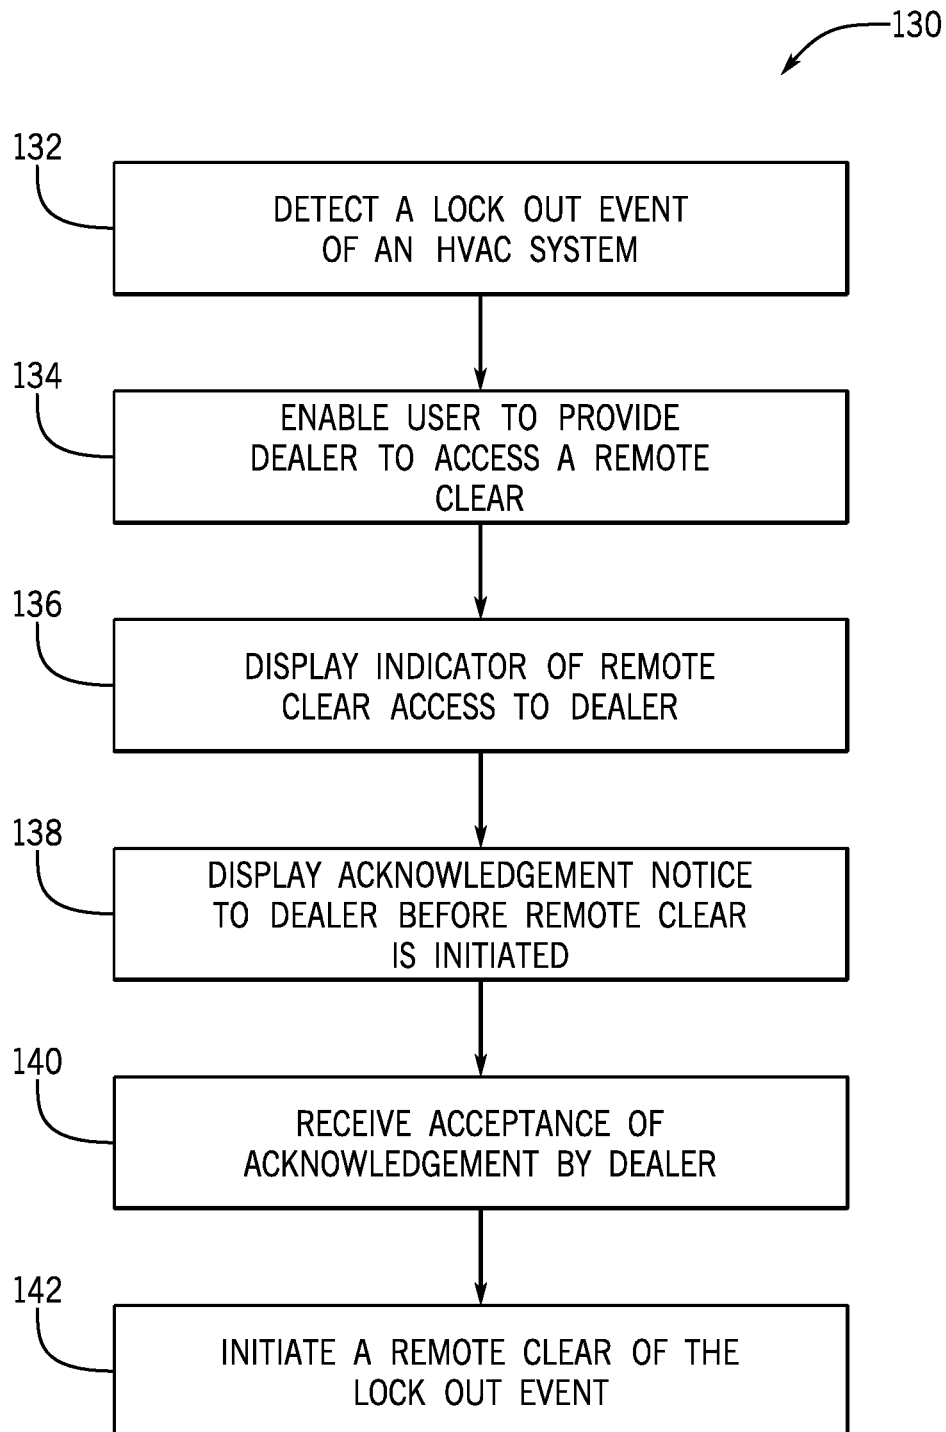 130
132
DETECT A LOCK OUT EVENT
OF AN HVAC SYSTEM
134
ENABLE USER TO PROVIDE
DEALER TO ACCESS A REMOTE
CLEAR
136
DISPLAY INDICATOR OF REMOTE
CLEAR ACCESS TO DEALER
138
DISPLAY ACKNOWLEDGEMENT NOTICE
TO DEALER BEFORE REMOTE CLEAR
IS INITIATED
140
RECEIVE ACCEPTANCE OF
ACKNOWLEDGEMENT BY DEALER
142
INITIATE A REMOTE CLEAR OF THE
LOCK OUT EVENT